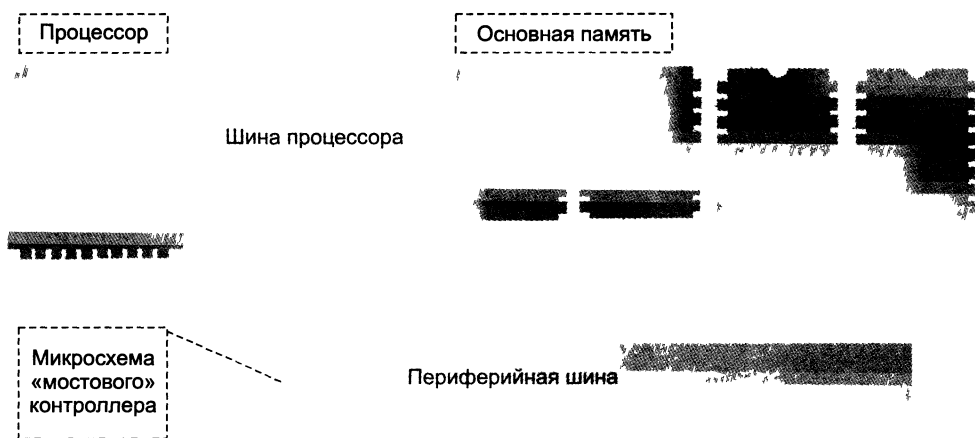 Процессор
Основная память
Шина процессора
Микросхема
«мостового»
контроллера
Периферийная шина